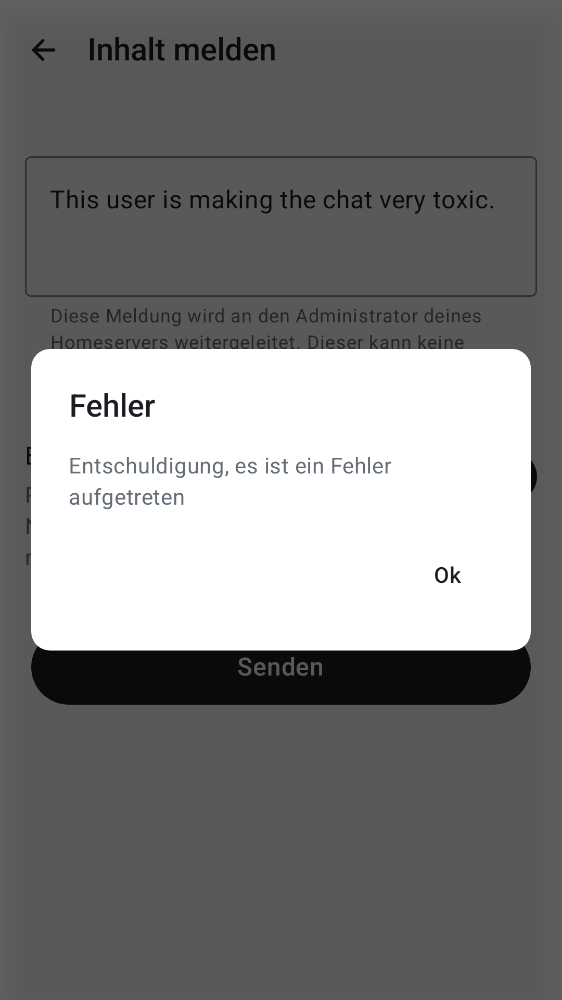 Inhalt melden
This user is making the chat very toxic.
Diese Meldung wird an den Administrator deines
Homeservers weitergeleitet. Dieser kann keine
Fehler
Entschuldigung, es ist ein Fehler
aufgetreten
Ok
Senden